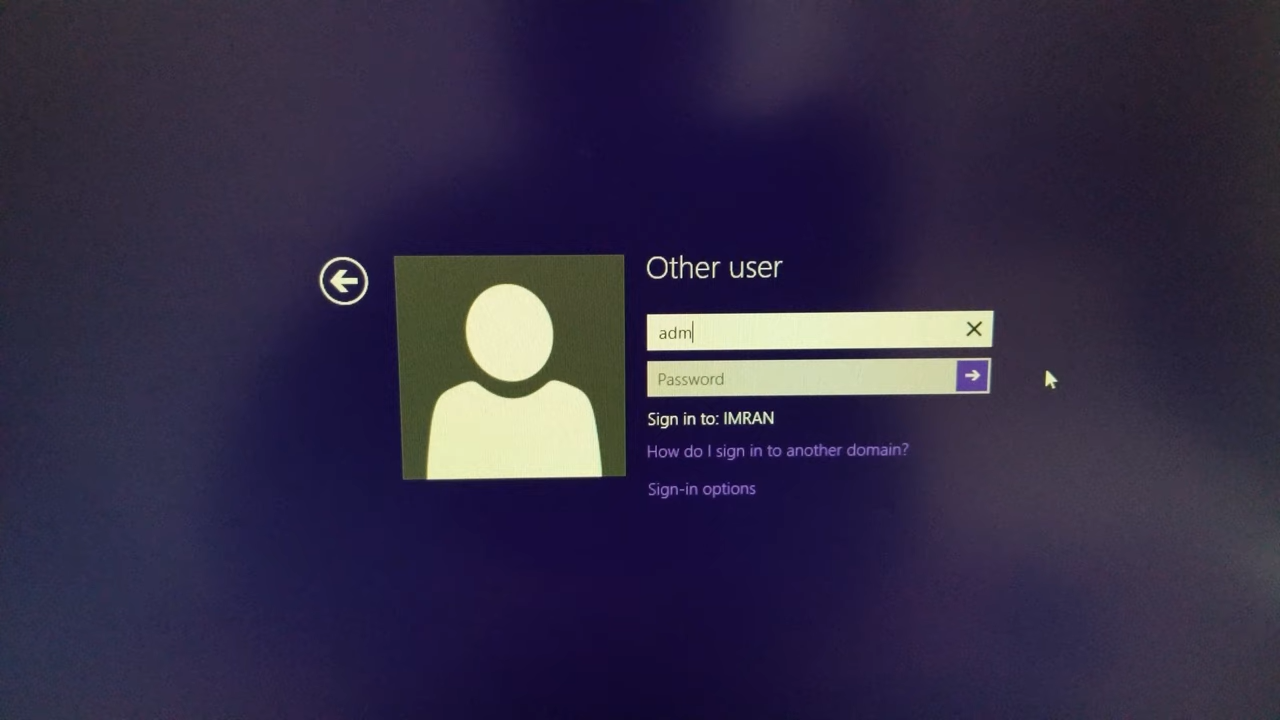 Other user
adm
Password
Sign in to: IMRAN
How do I sign in to another domain?
Sign-in options